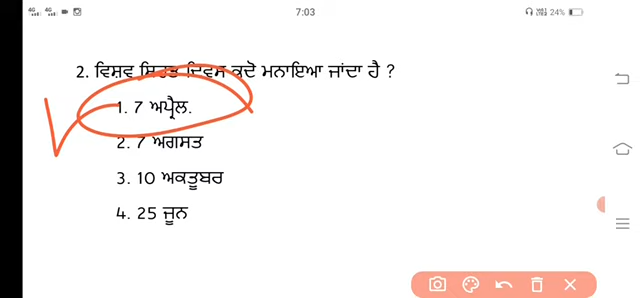 7:03
24%
2. ਵਿਸ਼ਵ ਸਿਹਤ ਦਿਵਸ ਕਦੋਂ ਮਨਾਇਆ ਜਾਂਦਾ ਹੈ ?
1. 7 ਅਪ੍ਰੈਲ.
2. 7 ਅਗਸਤ
3. 10 ਅਕਤੂਬਰ
4. 25 ਜੂਨ